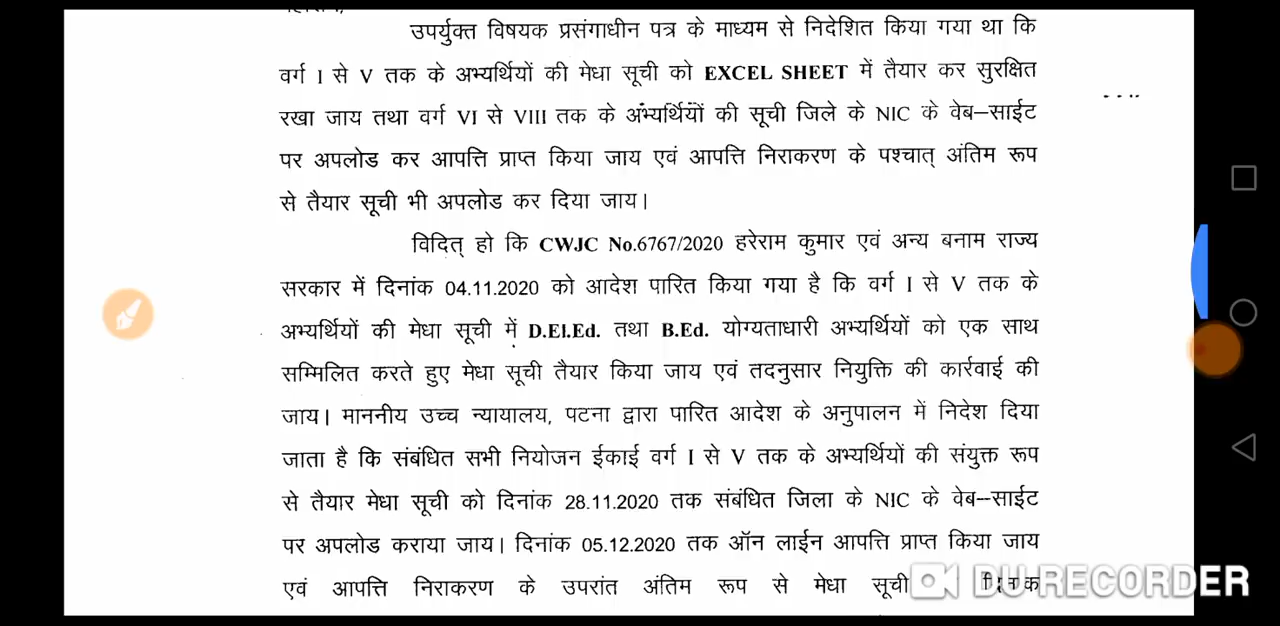 उपर्युक्त विषयक प्रसंगाधीन पत्र के माध्यम से निदेशित किया गया था कि
वर्ग I से V तक के अभ्यर्थियों की मेधा सूची को EXCEL SHEET में तैयार कर सुरक्षित
रखा जाय तथा वर्ग VI से VIII तक के अभ्यर्थियों की सूची जिले के NIC के वेब–साईट
पर अपलोड कर आपत्ति प्राप्त किया जाय एवं आपत्ति निराकरण के पश्चात् अंतिम रूप
से तैयार सूची भी अपलोड कर दिया जाय।
विदित् हो कि CWJC No.6767/2020 हरेराम कुमार एवं अन्य बनाम राज्य
सरकार में दिनांक 04.11.2020 को आदेश पारित किया गया है कि वर्ग I से V तक के
अभ्यर्थियों की मेधा सूची में D.El.Ed. तथा B.Ed. योग्यताधारी अभ्यर्थियों को एक साथ
सम्मिलित करते हुए मेधा सूची तैयार किया जाय एवं तदनुसार नियुक्ति की कार्रवाई की
जाय। माननीय उच्च न्यायालय, पटना द्वारा पारित आदेश के अनुपालन में निदेश दिया
जाता है कि संबंधित सभी नियोजन ईकाई वर्ग I से V तक के अभ्यर्थियों की संयुक्त रूप
से तैयार मेधा सूची को दिनांक 28.11.2020 तक संबंधित जिला के NIC के वेब–साईट
पर अपलोड कराया जाय। दिनांक 05.12.2020 तक ऑन लाईन आपत्ति प्राप्त किया जाय
एवं आपत्ति निराकरण के उपरांत अंतिम रूप से मेधा सूची दिनांक
DU RECORDER